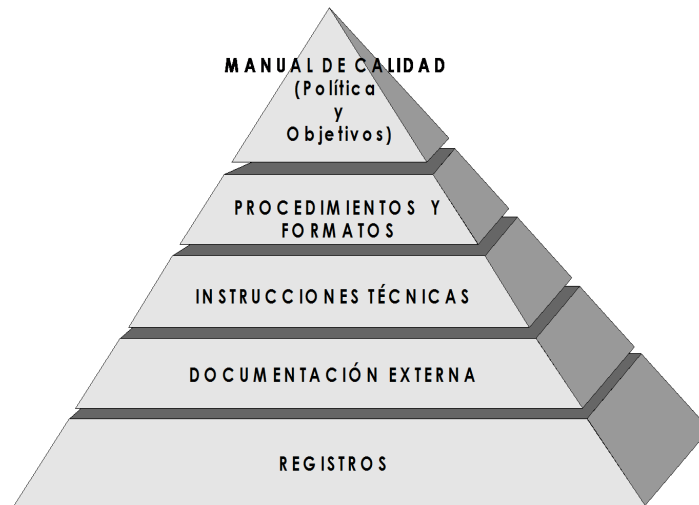 MANUAL DE CALIDAD
(Política
y
Objetivos)
PROCEDIMIENTOS Y
FORMATOS
INSTRUCCIONES TÉCNICAS
DOCUMENTACIÓN EXTERNA
REGISTROS